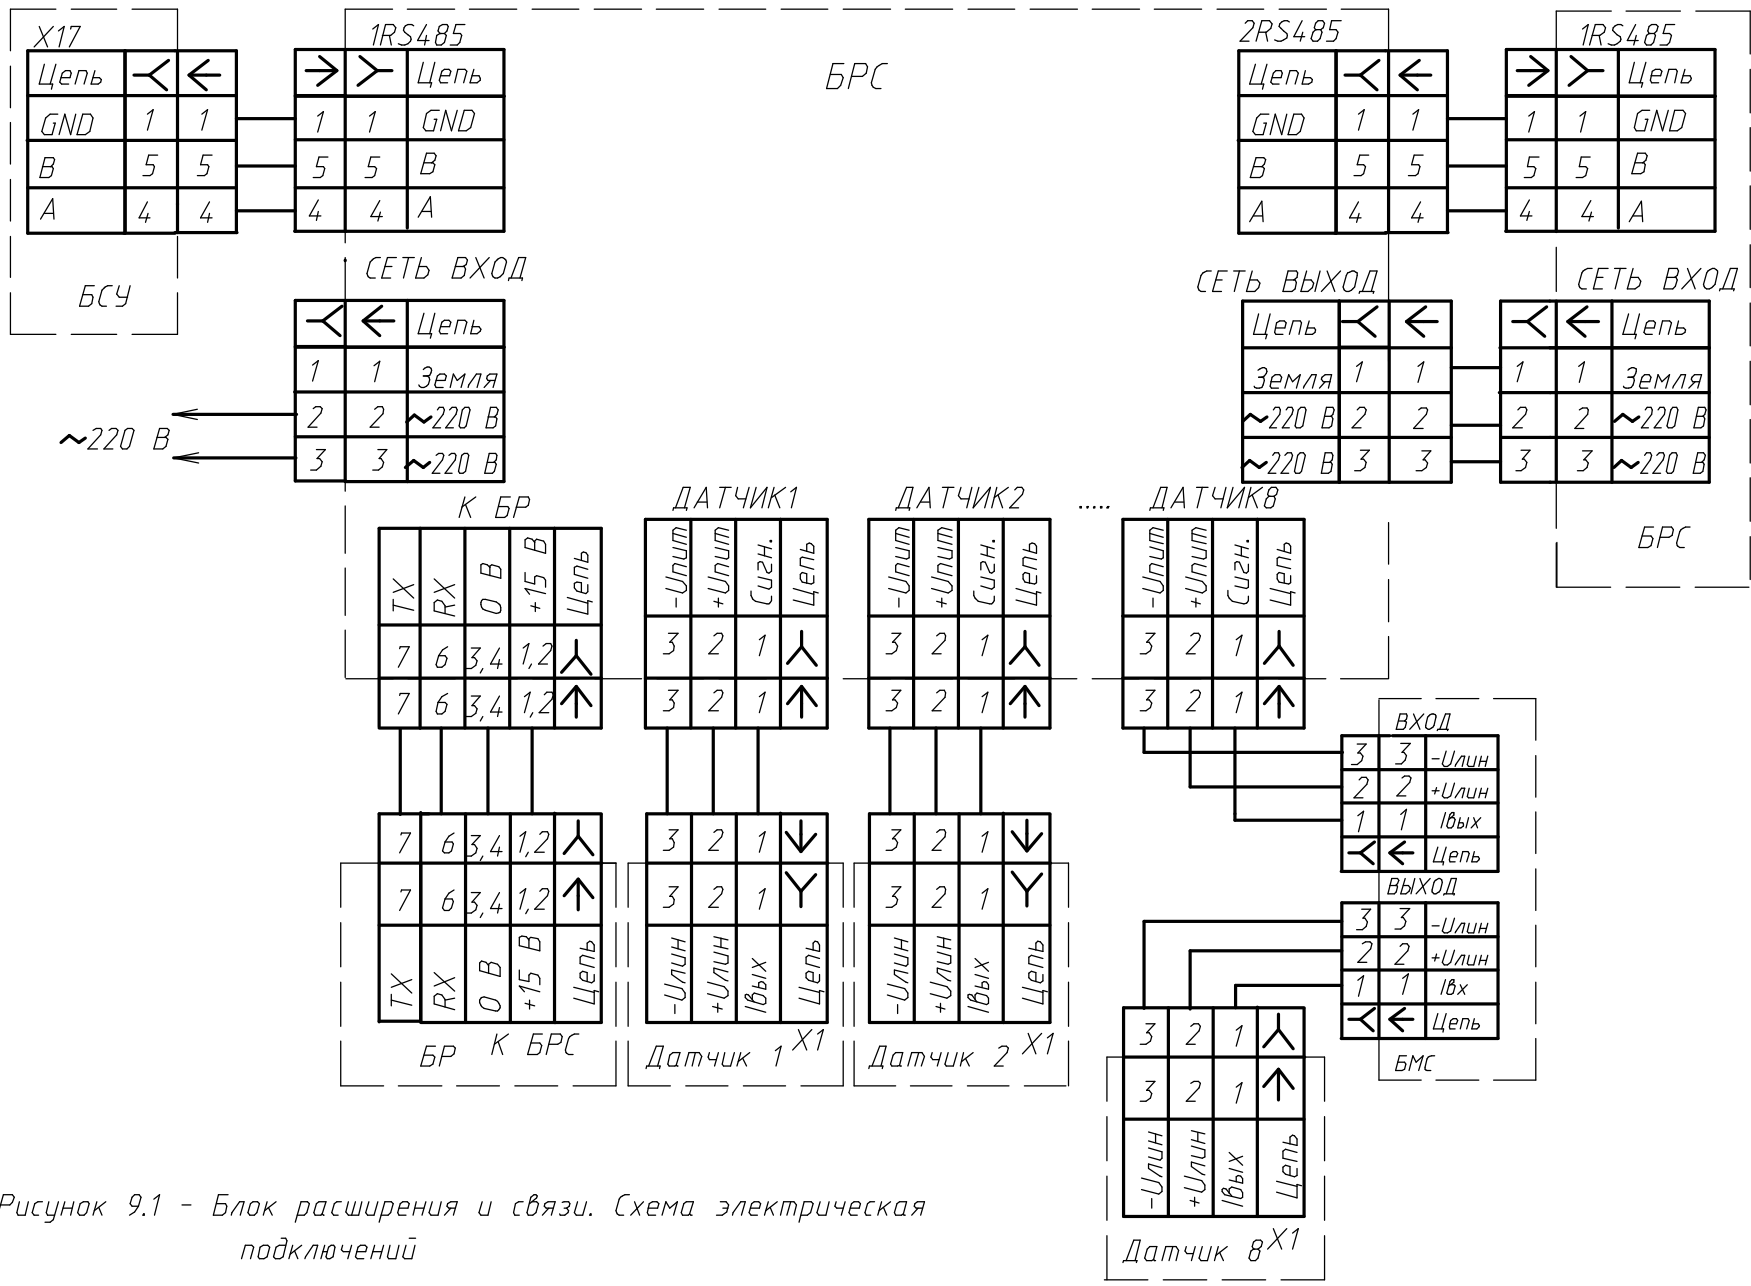 X17
Цепь
GND 1 1
B 5 5
A 4 4
БСУ
1RS485
Цепь
1 1 GND
5 5 B
4 4 A
БРС
2RS485
Цепь
GND 1 1
B 5 5
A 4 4
1RS485
Цепь
1 1 GND
5 5 B
4 4 A
СЕТЬ ВХОД
Цепь
1 1 Земля
2 2 ~220 В
3 3 ~220 В
~220 В
СЕТЬ ВЫХОД
Цепь
Земля 1 1
~220 В 2 2
~220 В 3 3
СЕТЬ ВХОД
Цепь
1 1 Земля
2 2 ~220 В
3 3 ~220 В
БРС
К БР
TX RX 0 В +15 В Цепь
7 6 3,4 1,2
7 6 3,4 1,2
7 6 3,4 1,2
7 6 3,4 1,2
TX RX 0 В +15 В Цепь
К БРС
БР
ДАТЧИК1
-Uпит +Uпит Сигн. Цепь
3 2 1
3 2 1
3 2 1
3 2 1
-Uлин +Uлин Iвых Цепь
Датчик 1 X1
ДАТЧИК2
-Uпит +Uпит Сигн. Цепь
3 2 1
3 2 1
3 2 1
3 2 1
-Uлин +Uлин Iвых Цепь
Датчик 2 X1
.....
ДАТЧИК8
-Uпит +Uпит Сигн. Цепь
3 2 1
3 2 1
ВХОД
3 3 -Uлин
2 2 +Uлин
1 1 Iвых
Цепь
ВЫХОД
3 3 -Uлин
2 2 +Uлин
1 1 Iвх
Цепь
БМС
3 2 1
3 2 1
-Uлин +Uлин Iвых Цепь
Датчик 8 X1
Рисунок 9.1 - Блок расширения и связи. Схема электрическая
подключений